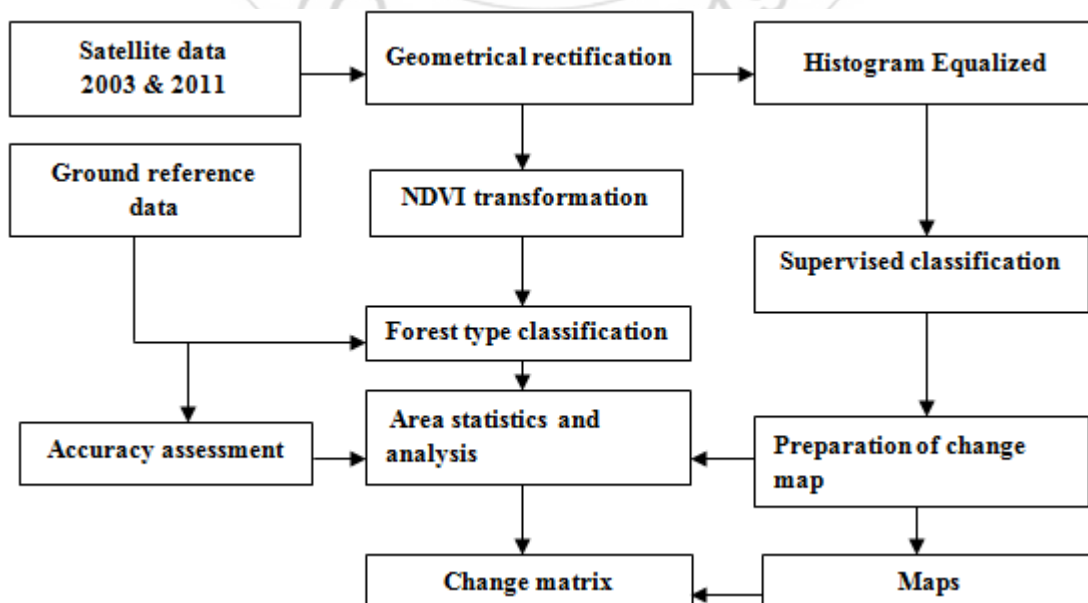 Satellite data
2003 & 2011
Geometrical rectification
Histogram Equalized
Ground reference
data
NDVI transformation
Supervised classification
Forest type classification
Accuracy assessment
Area statistics and
analysis
Preparation of change
map
Change matrix
Maps